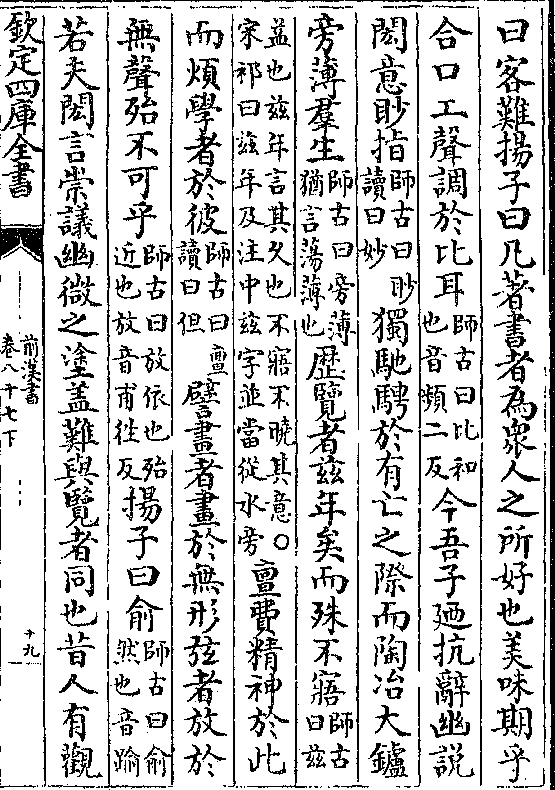 曰客難揚子曰凡著書者為衆人之所好也美味期乎
合口工聲調於比耳師古曰比和也音頻二反今吾子廼抗辭幽說
閎意眇指師古曰眇讀曰妙獨馳騁於有亡之際而陶冶大鑪
旁薄羣生師古曰旁薄猶言蕩薄也歴覽者茲年矣而殊不寤師古曰茲
益也茲年言其久也不寤不曉其意○宋祁曰茲年及注中茲字並當從水旁亶費精神於此
而煩學者於彼師古曰亶讀曰但譬畫者畫於無形弦者放於
無聲殆不可乎師古曰放依也殆近也放音甫往反揚子曰俞師古曰俞然也音踰
若夫閎言崇議幽微之塗盖難與覽者同也昔人有觀
欽定四庫全書
前漢書
卷八十七下
十九